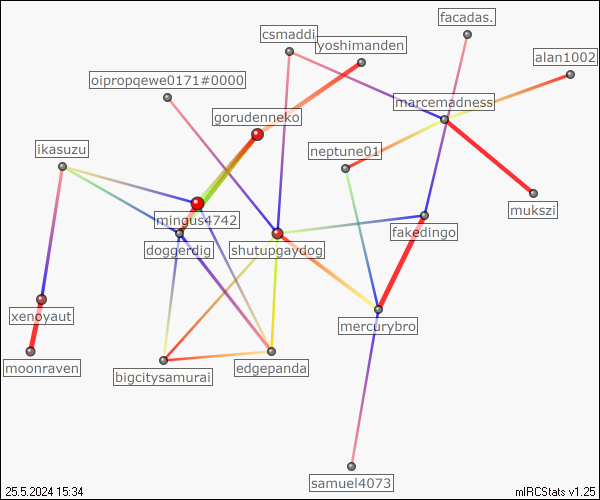 facadas.
csmaddi
yoshimanden
alan1002
oipropqewe0171#0000
marcemadness
gorudenneko
ikasuzu
neptune01
mukszi
mingus4742
fakedingo
doggerdig
shutupgaydog
xenoyaut
mercurybro
moonraven
edgepanda
bigcitysamurai
samuel4073
25.5.2024 15:34
mIRCStats v1.25